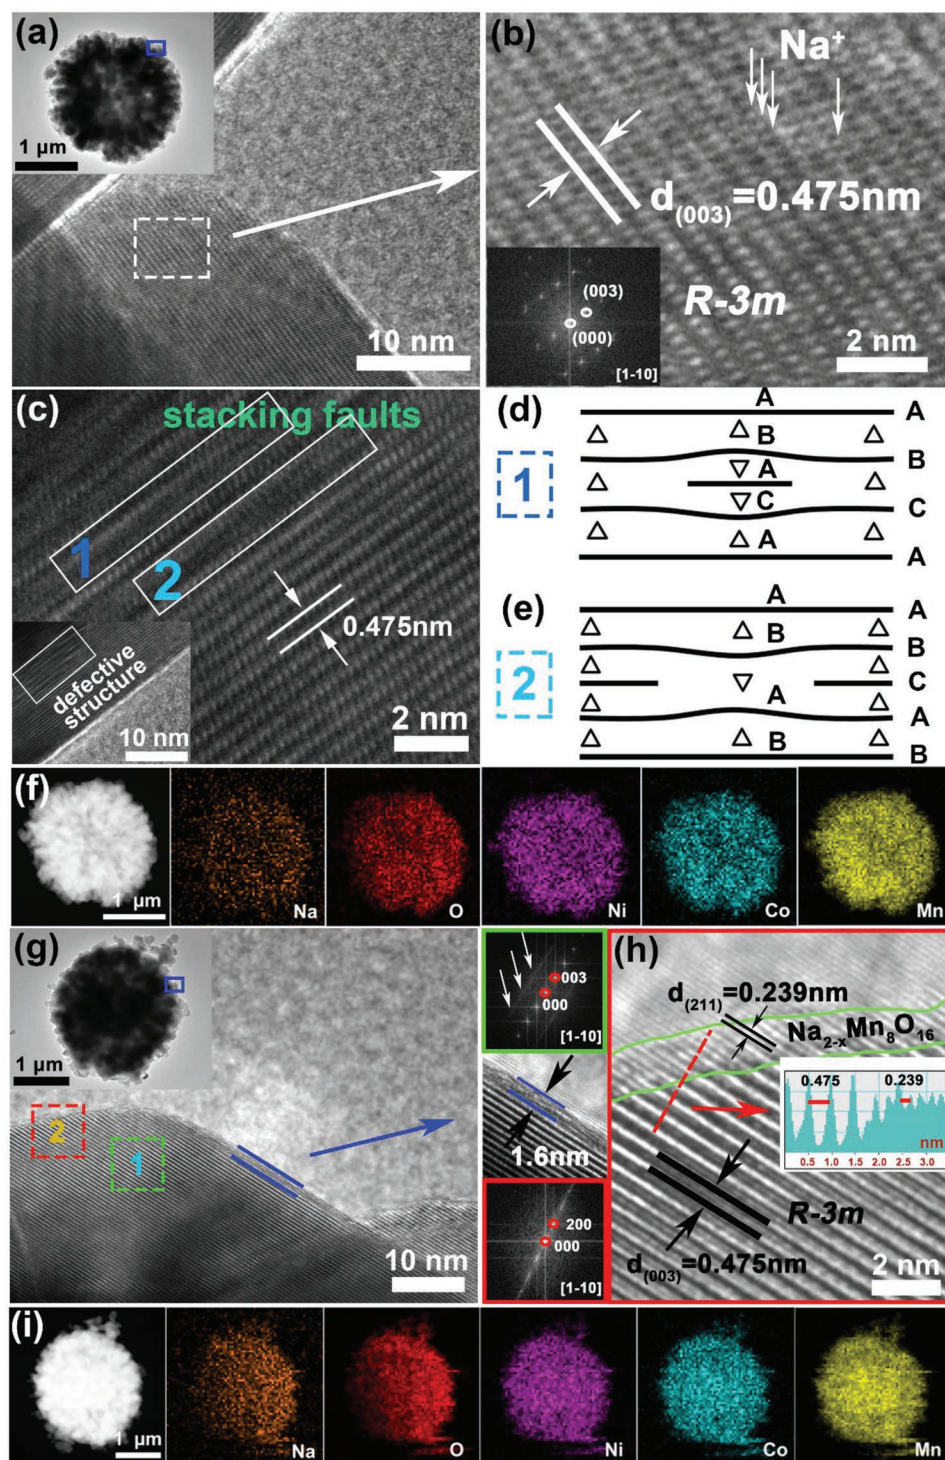 (a)
1 μm
10 nm
(b)
Na⁺
d(003)=0.475nm
R-3m
(003)
(000)
[1-10]
2 nm
(c)
stacking faults
1
2
0.475nm
defective
structure
10 nm
2 nm
(d)
1
A
A
B
B
A
C
C
A
A
(e)
2
A
A
B
B
C
A
A
B
B
(f)
1 μm
Na
O
Ni
Co
Mn
(g)
1 μm
2
1
10 nm
003
000
[1-10]
1.6nm
200
000
[1-10]
(h)
d(211)=0.239nm
Na2-xMn8O16
0.475
0.239
nm
0.5 1.0 1.5 2.0 2.5 3.0
R-3m
d(003)=0.475nm
2 nm
(i)
1 μm
Na
O
Ni
Co
Mn